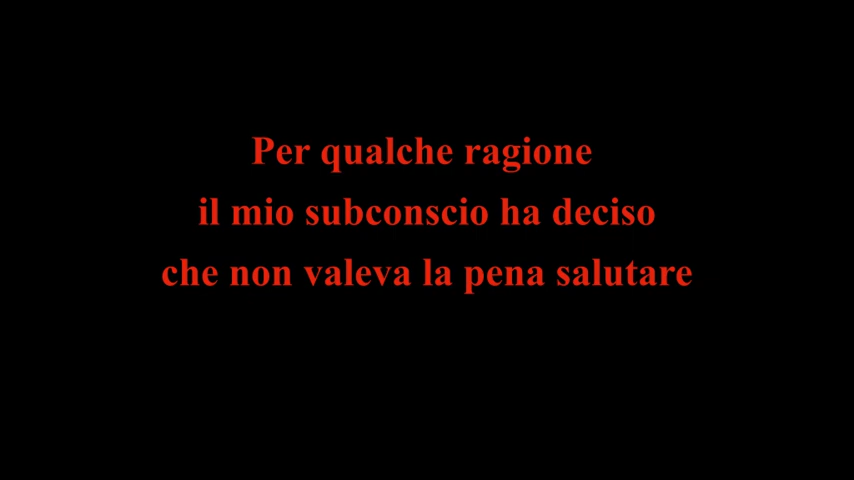 Per qualche ragione
il mio subconscio ha deciso
che non valeva la pena salutare